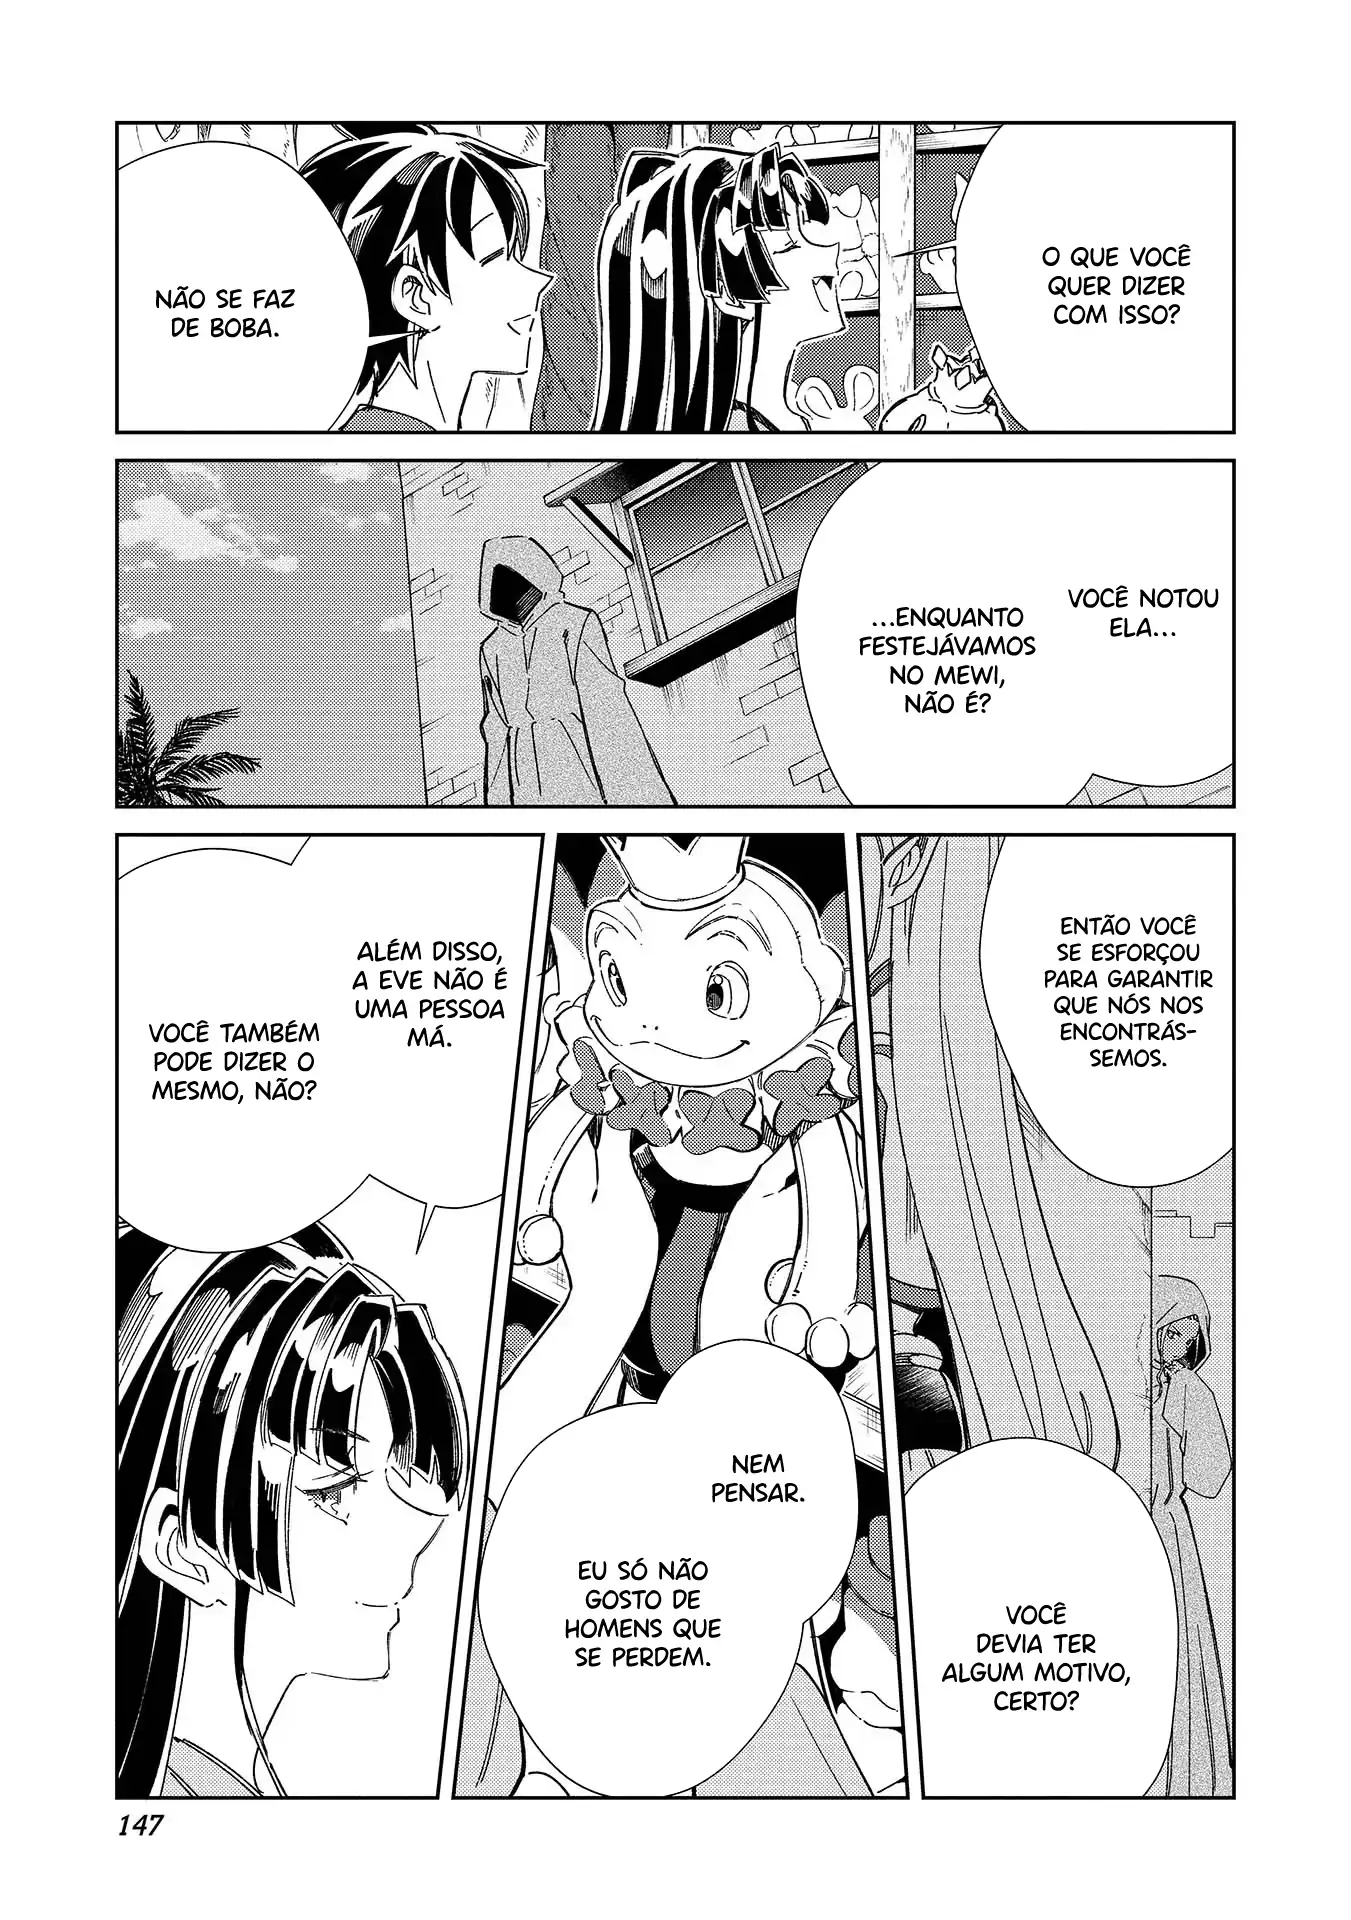 O QUE VOCÊ
QUER DIZER
COM ISSO?
NÃO SE FAZ
DE BOBA.
VOCÊ NOTOU
ELA...
...ENQUANTO
FESTEJÁVAMOS
NO MEWI,
NÃO É?
ENTÃO VOCÊ
SE ESFORÇOU
PARA GARANTIR
QUE NÓS NOS
ENCONTRÁS-
SEMOS.
VOCÊ
DEVIA TER
ALGUM MOTIVO,
CERTO?
NEM
PENSAR.
EU SÓ NÃO
GOSTO DE
HOMENS QUE
SE PERDEM.
ALÉM DISSO,
A EVE NÃO É
UMA PESSOA
MÁ.
VOCÊ TAMBÉM
PODE DIZER O
MESMO, NÃO?
147